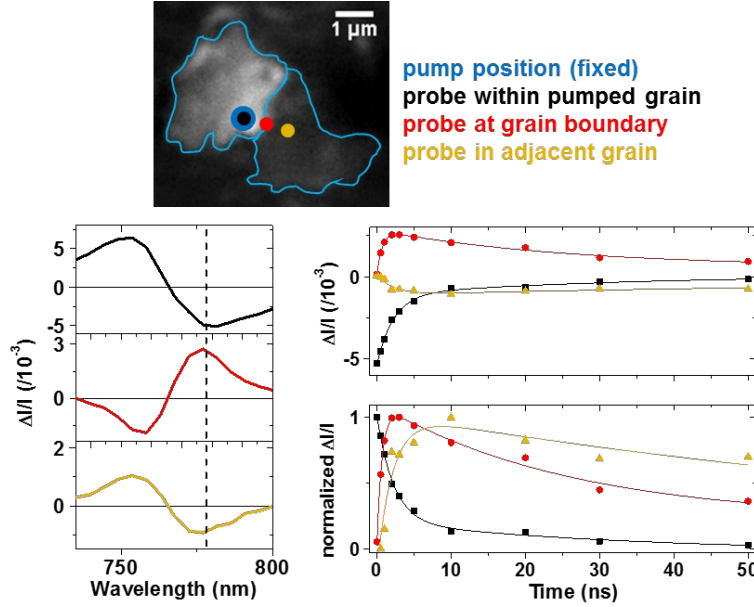 1 µm
pump position (fixed)
probe within pumped grain
probe at grain boundary
probe in adjacent grain
ΔI/I (/10⁻³)
5
0
-5
3
0
2
0
750
800
Wavelength (nm)
ΔI/I (/10⁻³)
0
-5
normalized ΔI/I
1
0
0
10
20
30
40
50
Time (ns)